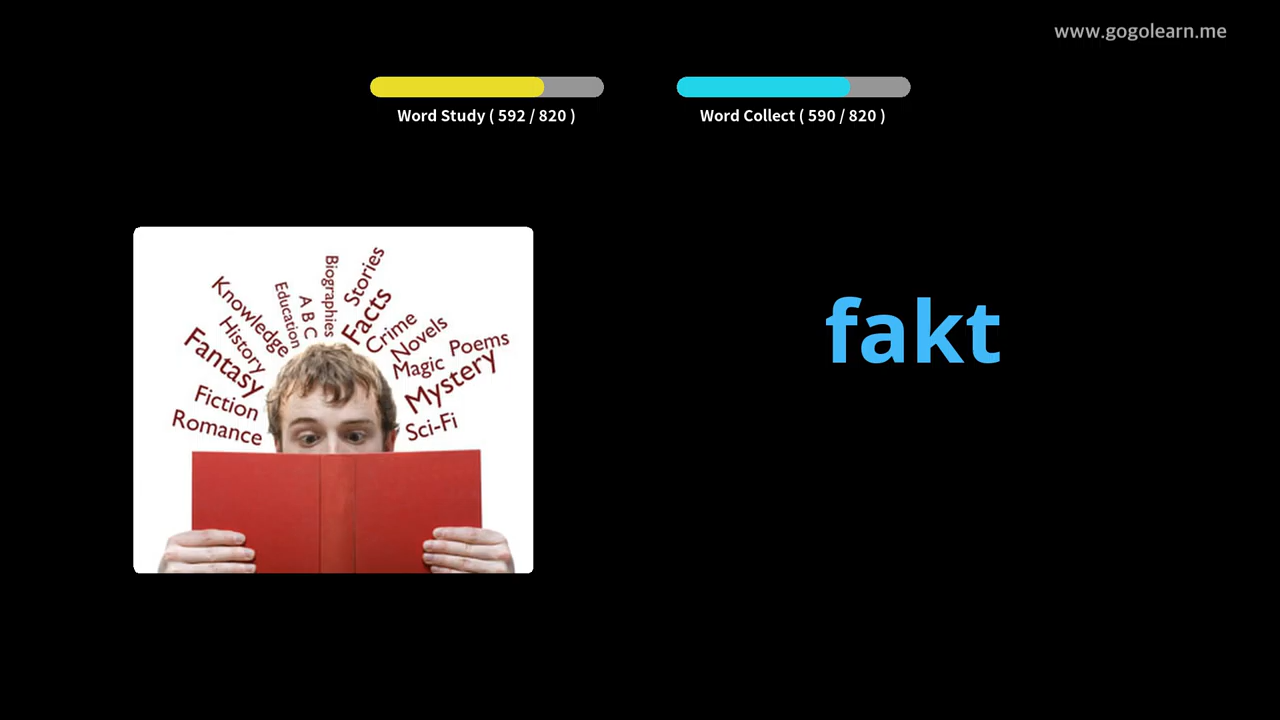 www.gogolearn.me
Word Study ( 592 / 820 )
Word Collect ( 590 / 820 )
fakt
Knowledge
Education
A B C
Biographies
Stories
Facts
Crime
Novels
Poems
Magic
Mystery
Sci-Fi
History
Fantasy
Fiction
Romance